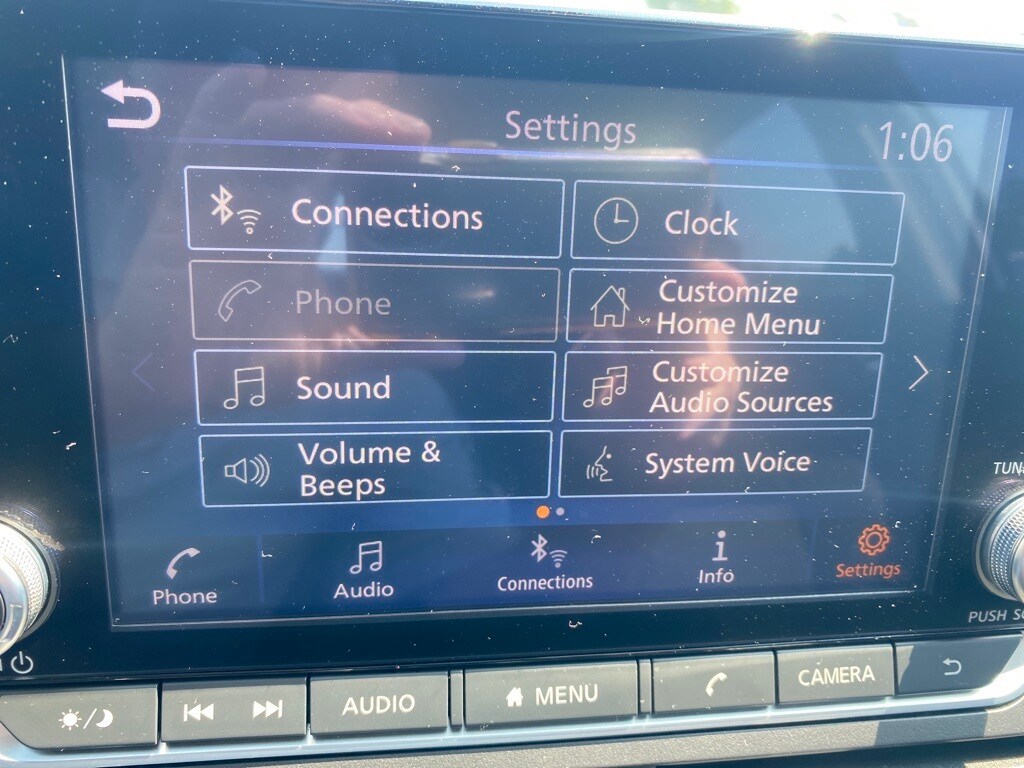 Settings
1:06
Connections
Clock
Phone
Customize
Home Menu
Sound
Customize
Audio Sources
Volume &
Beeps
System Voice
Phone
Audio
Connections
Info
Settings
PUSH
AUDIO
MENU
CAMERA